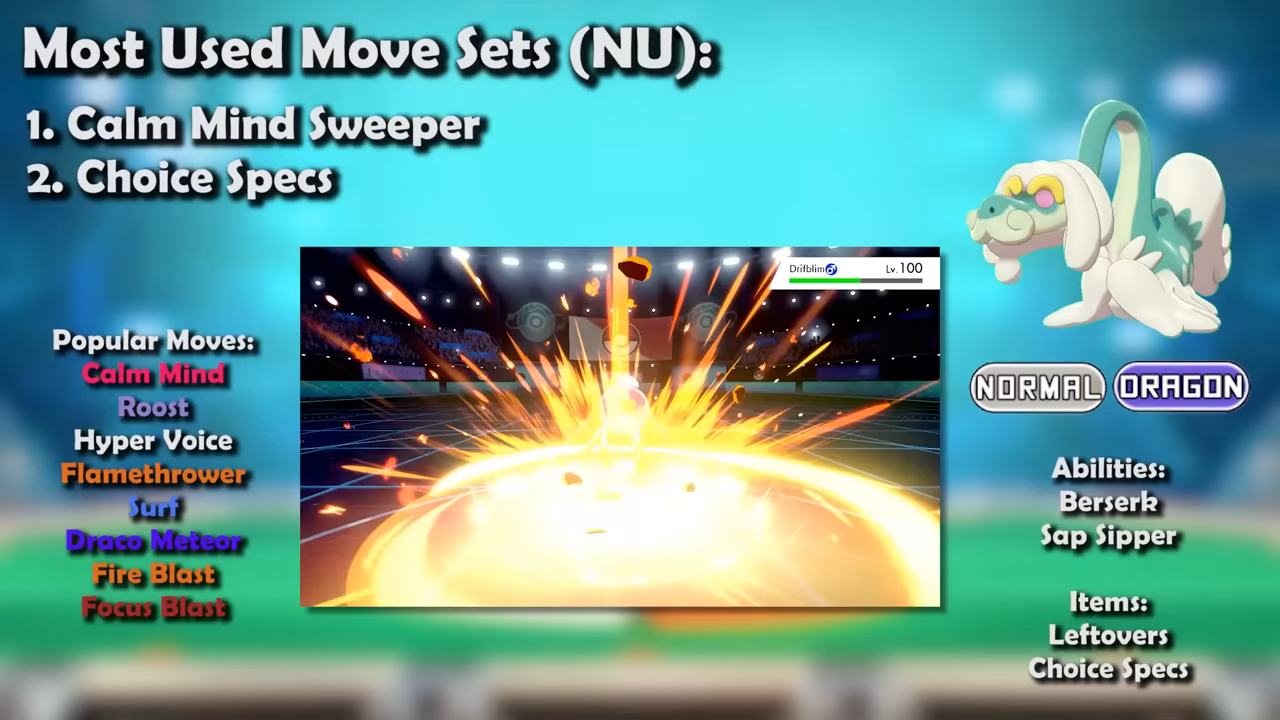 Most Used Move Sets (NU):
1. Calm Mind Sweeper
2. Choice Specs
Drifblim♂ Lv. 100
Popular Moves:
Calm Mind
Roost
Hyper Voice
Flamethrower
Surf
Draco Meteor
Fire Blast
Focus Blast
NORMAL DRAGON
Abilities:
Berserk
Sap Sipper
Items:
Leftovers
Choice Specs